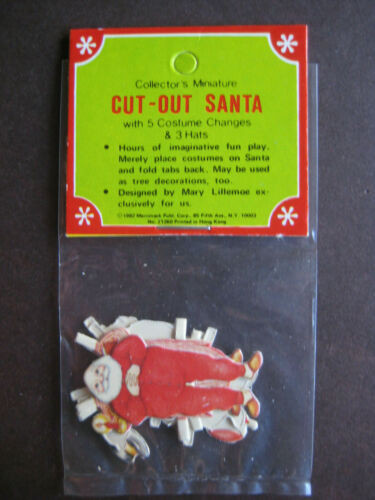 Collector's Miniature
CUT-OUT SANTA
with 5 Costume Changes
& 3 Hats
• Hours of imaginative fun play.
Merely place costumes on Santa
and fold tabs back. May be used
as tree decorations, too.
• Designed by Mary Lillemoe ex-
clusively for us.
©1982 Merrimack Publ. Corp., 85 Fifth Ave., N.Y. 10003
No. 21260 Printed in Hong Kong